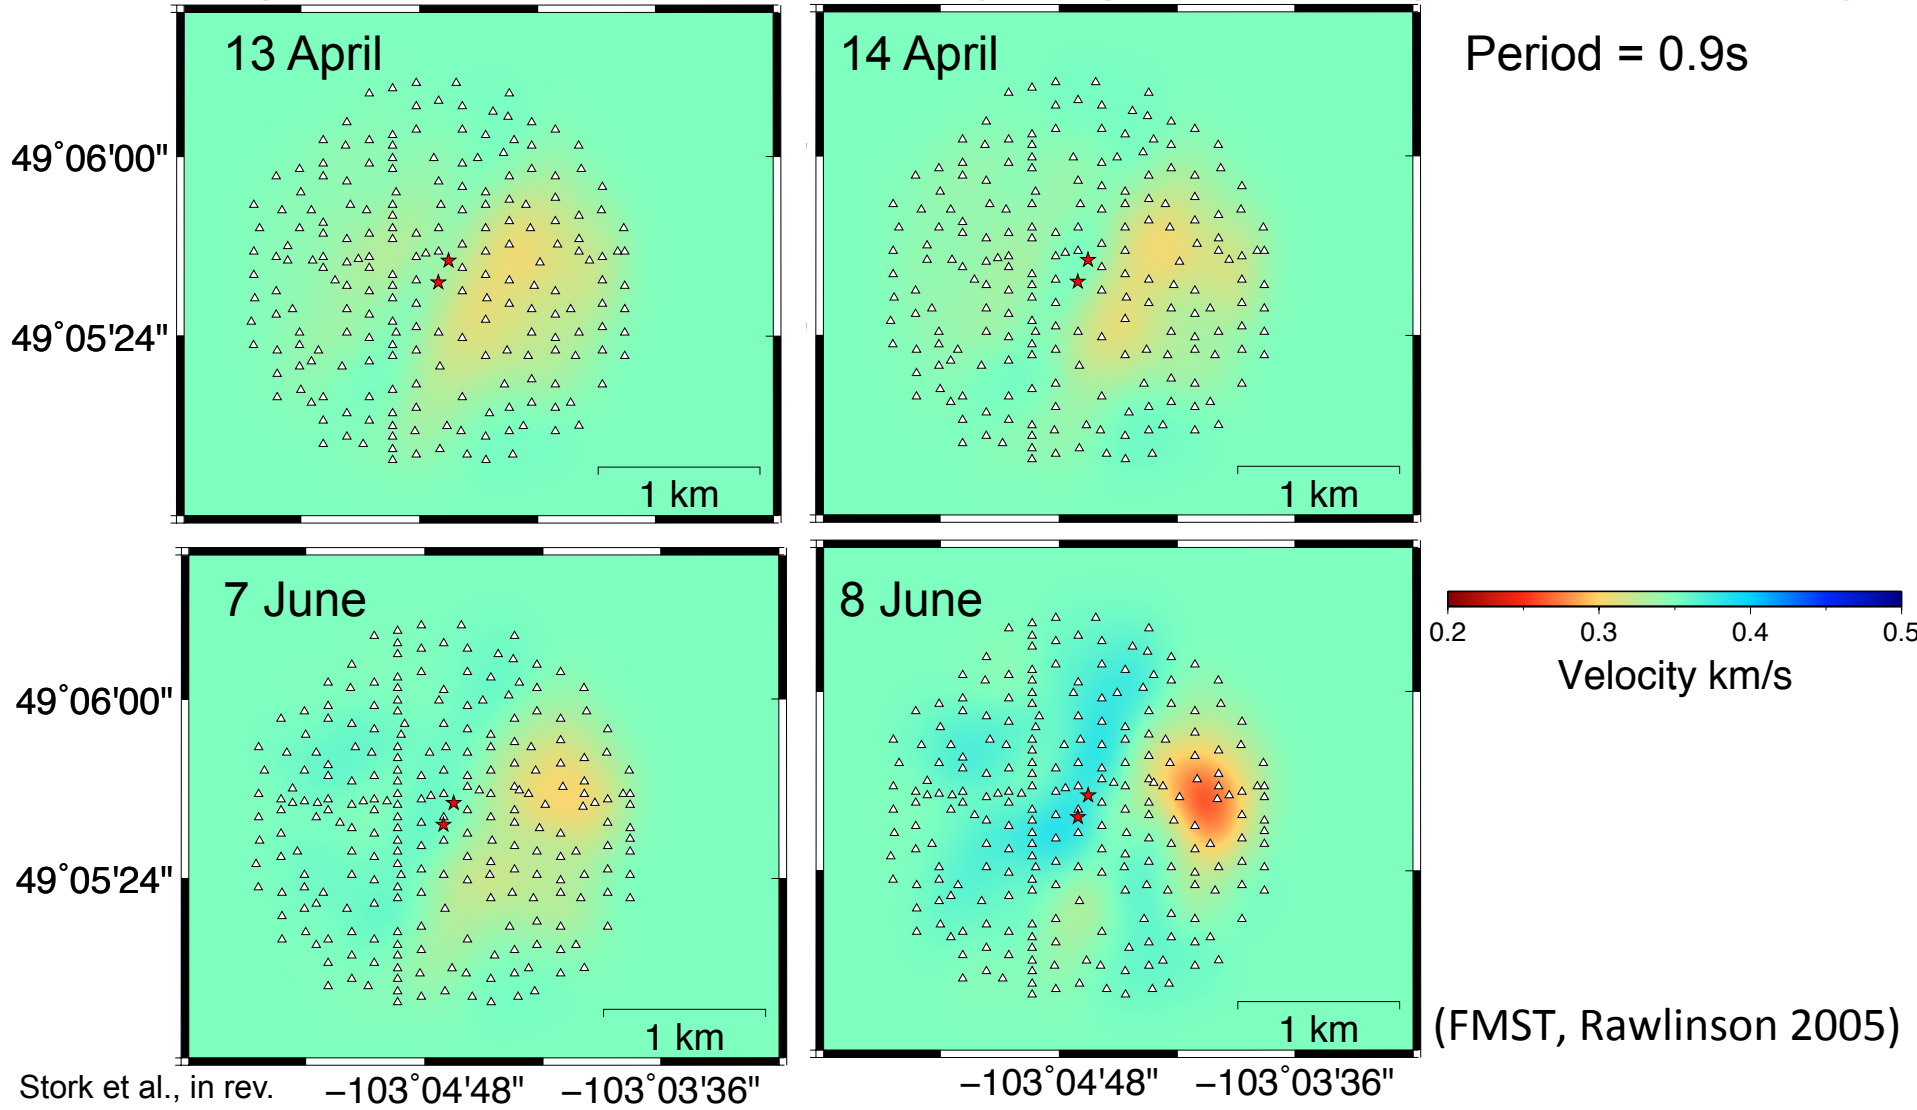 13 April
14 April
Period = 0.9s
49°06'00"
49°05'24"
1 km
1 km
7 June
8 June
49°06'00"
49°05'24"
0.2 0.3 0.4 0.5
Velocity km/s
1 km
1 km
(FMST, Rawlinson 2005)
Stork et al., in rev.
−103°04'48" −103°03'36"
−103°04'48" −103°03'36"